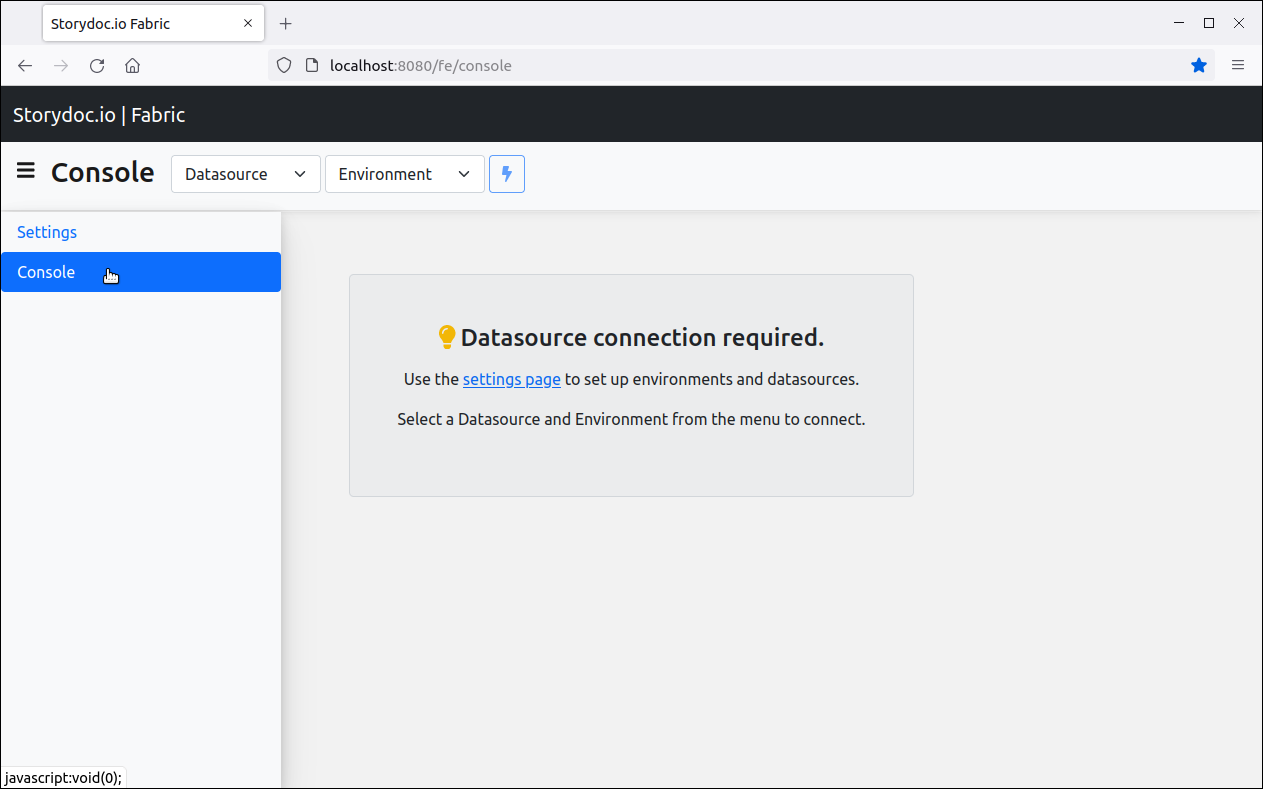 Storydoc.io Fabric
localhost:8080/fe/console
Storydoc.io | Fabric
Console Datasource Environment
Settings
Console
Datasource connection required.
Use the settings page to set up environments and datasources.
Select a Datasource and Environment from the menu to connect.
javascript:void(0);